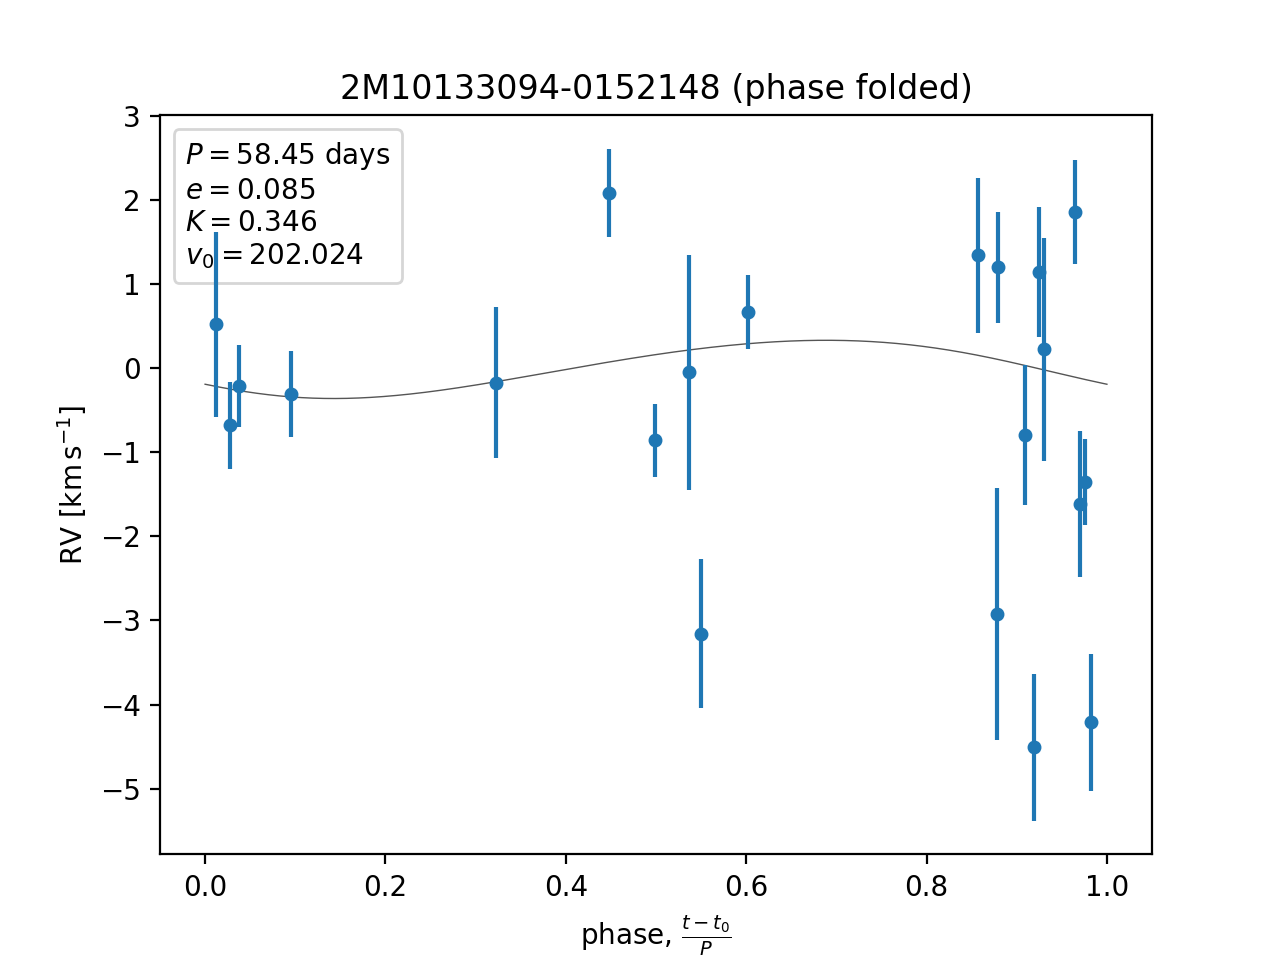 2M10133094-0152148 (phase folded)
P = 58.45 days
e = 0.085
K = 0.346
v₀ = 202.024
3
2
1
0
−1
−2
−3
−4
−5
RV [km s⁻¹]
0.0 0.2 0.4 0.6 0.8 1.0
phase, (t − t₀)/P